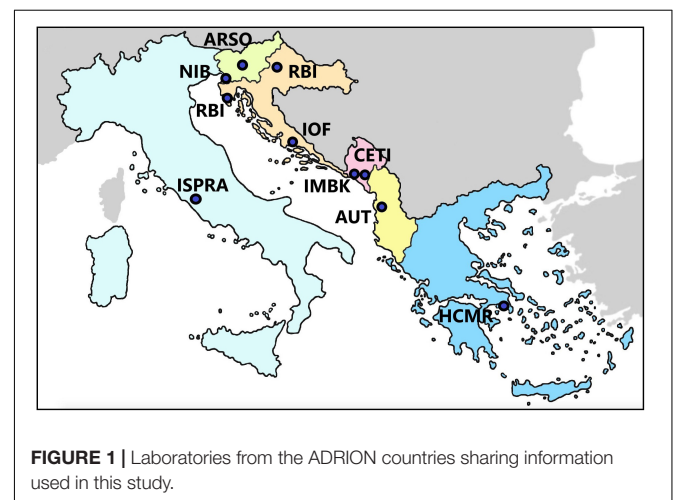 ARSO
NIB
RBI
RBI
IOF
CETI
ISPRA
IMBK
AUT
HCMR
FIGURE 1 | Laboratories from the ADRION countries sharing information
used in this study.